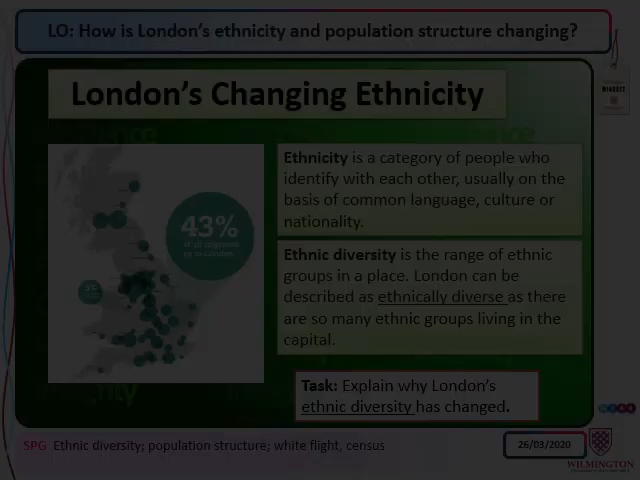 LO: How is London's ethnicity and population structure changing?
London's Changing Ethnicity
43%
Ethnicity is a category of people who
identify with each other, usually on the
basis of common language, culture or
nationality.
Ethnic diversity is the range of ethnic
groups in a place. London can be
described as ethnically diverse as there
are so many ethnic groups living in the
capital.
Task: Explain why London's
ethnic diversity has changed.
SPG Ethnic diversity; population structure; white flight, census
26/03/2020
WILMINGTON